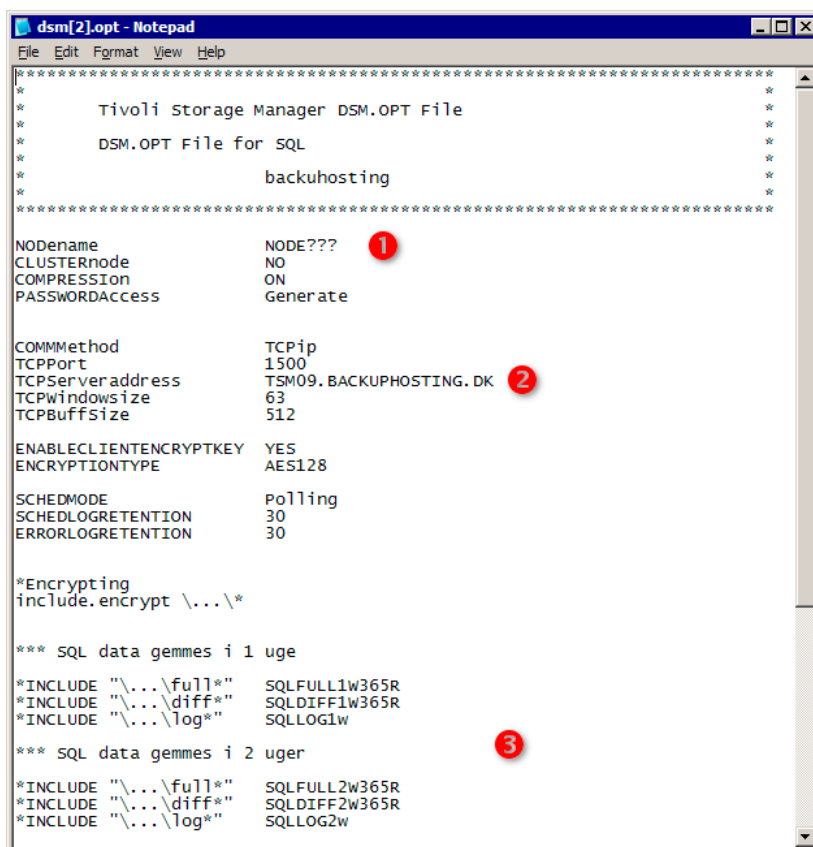 dsm[2].opt - Notepad
File Edit Format View Help
*************************************************************************
* *
* Tivoli Storage Manager DSM.OPT File *
* *
* DSM.OPT File for SQL *
* *
* backuhosting *
* *
*************************************************************************
NODename NODE??? 1
CLUSTERnode NO
COMPRESSIon ON
PASSWORDAccess Generate
COMMMethod TCPip
TCPPort 1500
TCPServeraddress TSM09.BACKUPHOSTING.DK 2
TCPWindowsize 63
TCPBuffSize 512
ENABLECLIENTENCRYPTKEY YES
ENCRYPTIONTYPE AES128
SCHEDMODE Polling
SCHEDLOGRETENTION 30
ERRORLOGRETENTION 30
*Encrypting
include.encrypt \...\*
*** SQL data gemmes i 1 uge
*INCLUDE "\...\full*" SQLFULL1W365R
*INCLUDE "\...\diff*" SQLDIFF1W365R
*INCLUDE "\...\log*" SQLLOG1w
*** SQL data gemmes i 2 uger 3
*INCLUDE "\...\full*" SQLFULL2W365R
*INCLUDE "\...\diff*" SQLDIFF2W365R
*INCLUDE "\...\log*" SQLLOG2w